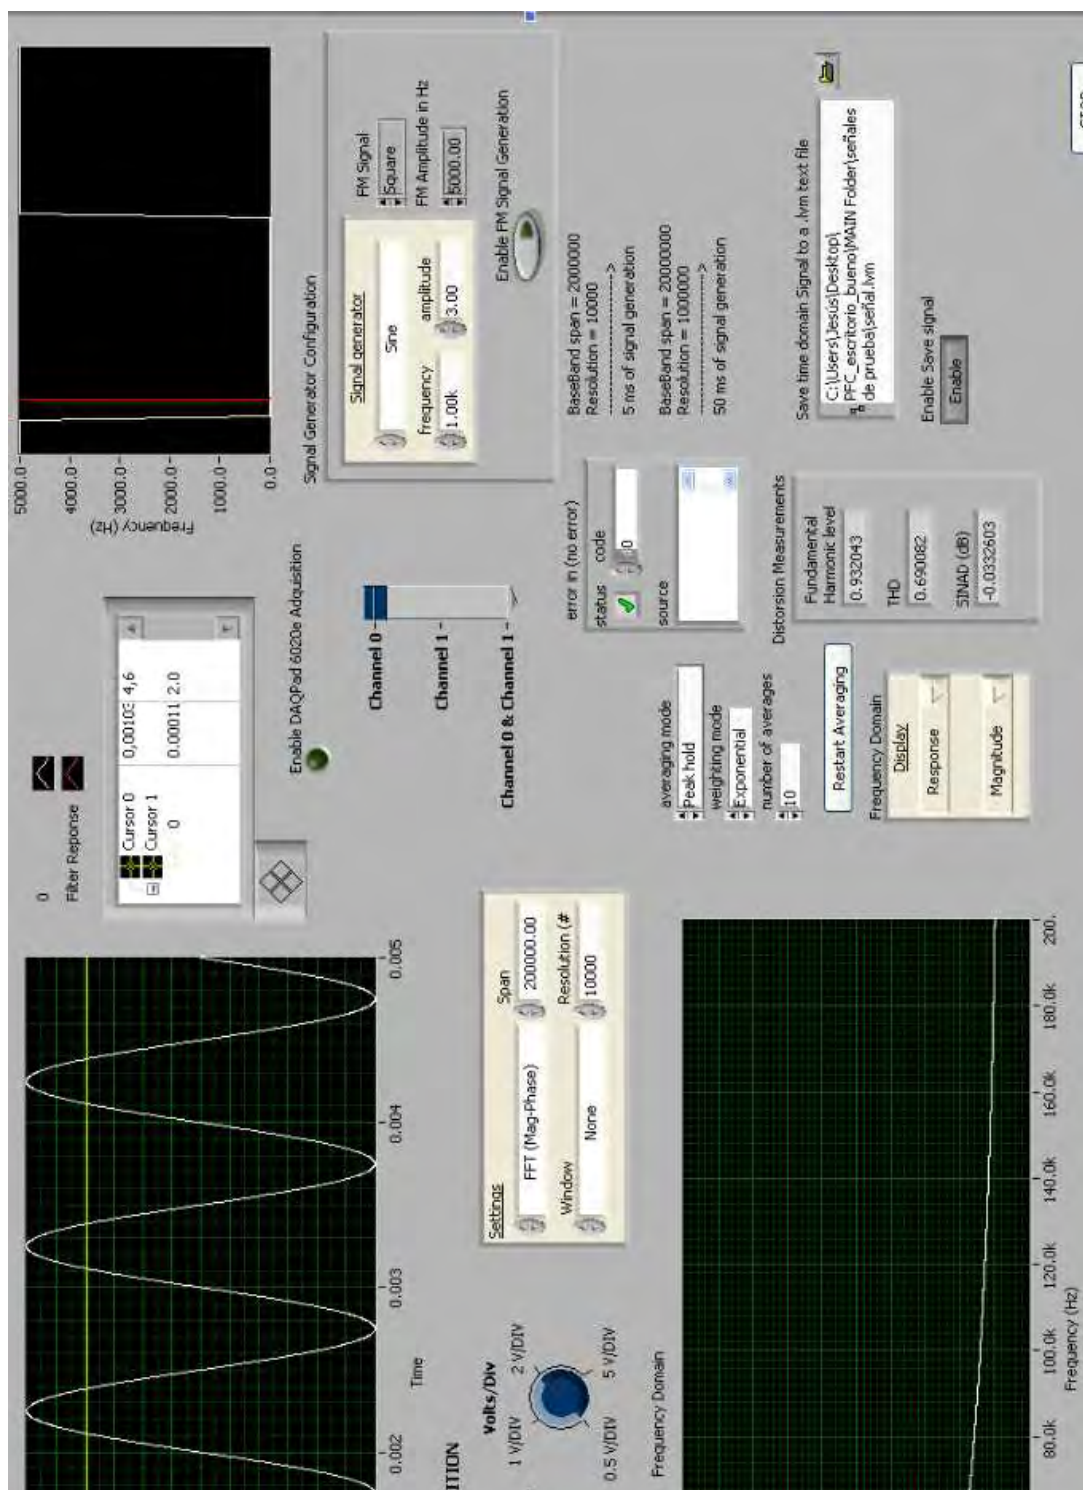 0
Filter Reponse
Cursor 0 0,00103 4,6
Cursor 1
0 0.00011 2.0
5000.0
4000.0
3000.0
2000.0
0.0
Frequency (Hz)
Enable DAQPad 6020e Adquisition
Channel 0
Channel 1
Channel 0 & Channel 1
Signal Generator Configuration
Signal generator
Sine
Frequency
amplitude
1.00k
3.00
FM Signal
Square
FM Amplitude in Hz
5000.00
Enable FM Signal Generation
0.002
0.003
0.004
0.005
Time
ITION
Volts/Div
1 V/DIV
2 V/DIV
0.5 V/DIV
5 V/DIV
Settings
FFT (Mag-Phase)
Span
200000.00
Window
None
Resolution (#
10000
error in (no error)
status
code
0
source
BaseBand span = 2000000
Resolution = 10000
--------------------->
5 ms of signal generation
BaseBand span = 20000000
Resolution = 1000000
--------------------->
50 ms of signal generation
averaging mode
Peak hold
weighting mode
Exponential
number of averages
10
Restart Averaging
Frequency Domain
Display
Response
Magnitude
Distorsion Measurements
Fundamental
Harmonic level
0.932043
THD
0.690082
SINAD (dB)
-0.0332603
Save time domain Signal to a .lvm text file
C:\Users\Jesús\Desktop\
PFC_escritorio_bueno\MAIN Folder\señales
de prueba\señal.lvm
Enable Save signal
Enable
Frequency Domain
80.0k
100.0k
120.0k
140.0k
160.0k
180.0k
200.
Frequency (Hz)